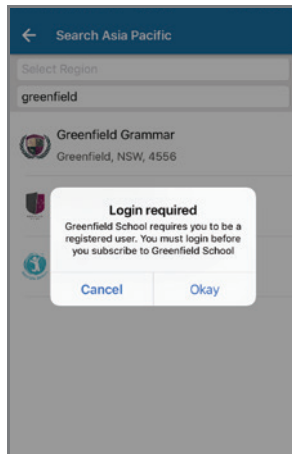 Search Asia Pacific
Select Region
greenfield
Greenfield Grammar
Greenfield, NSW, 4556
Login required
Greenfield School requires you to be a
registered user. You must login before
you subscribe to Greenfield School
Cancel Okay